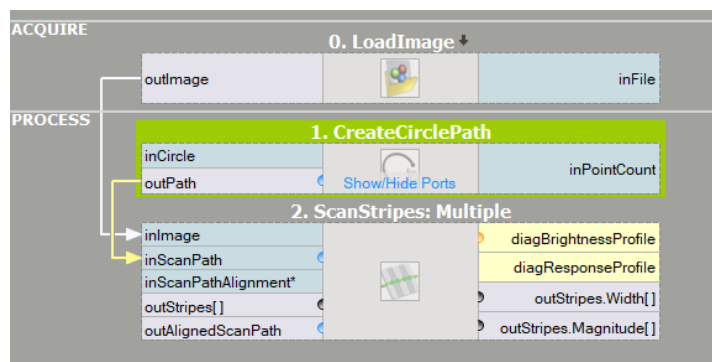 ACQUIRE
0. LoadImage
outImage
inFile
PROCESS
1. CreateCirclePath
inCircle
outPath
Show/Hide Ports
inPointCount
2. ScanStripes: Multiple
inImage
inScanPath
inScanPathAlignment*
outStripes[]
outAlignedScanPath
diagBrightnessProfile
diagResponseProfile
outStripes.Width[]
outStripes.Magnitude[]